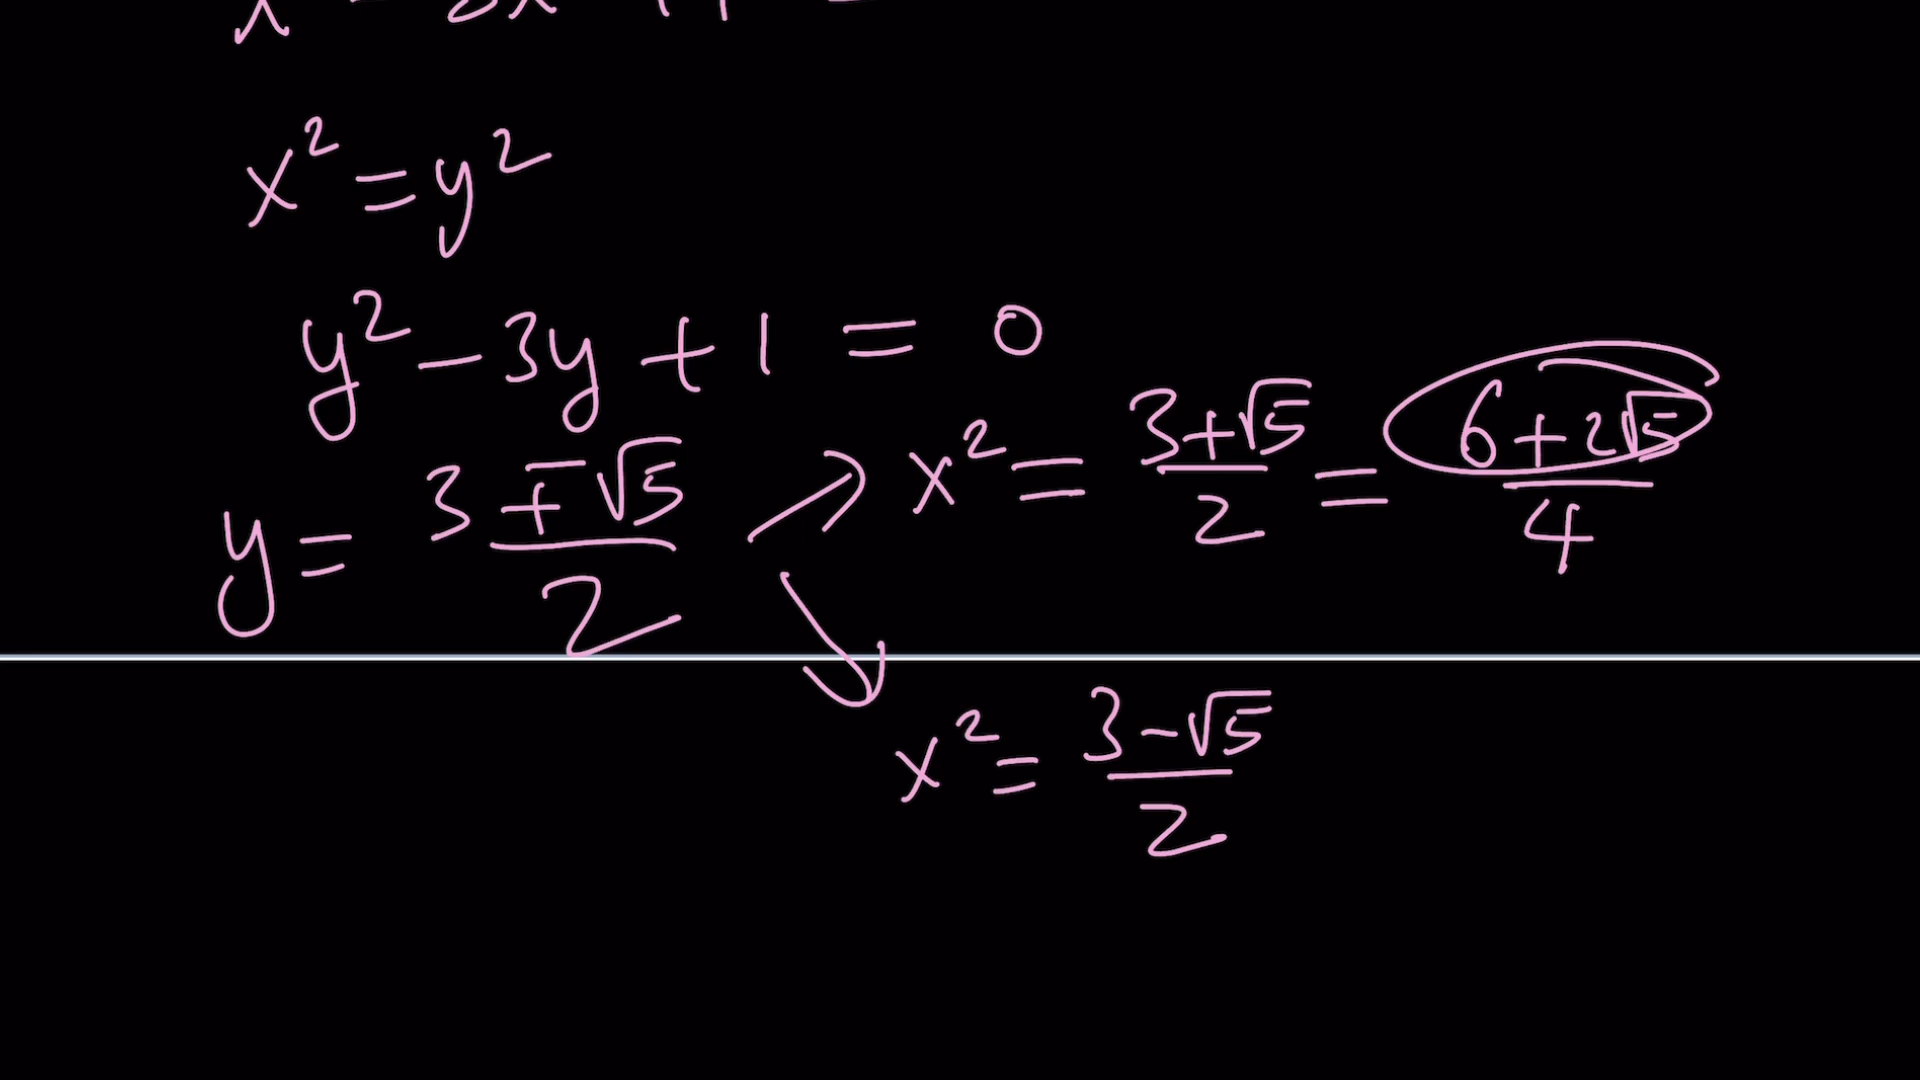 x² = y²
y² - 3y + 1 = 0
y = (3 ∓ √5)/2 → x² = (3+√5)/2 = (6+2√5)/4
→ x² = (3-√5)/2